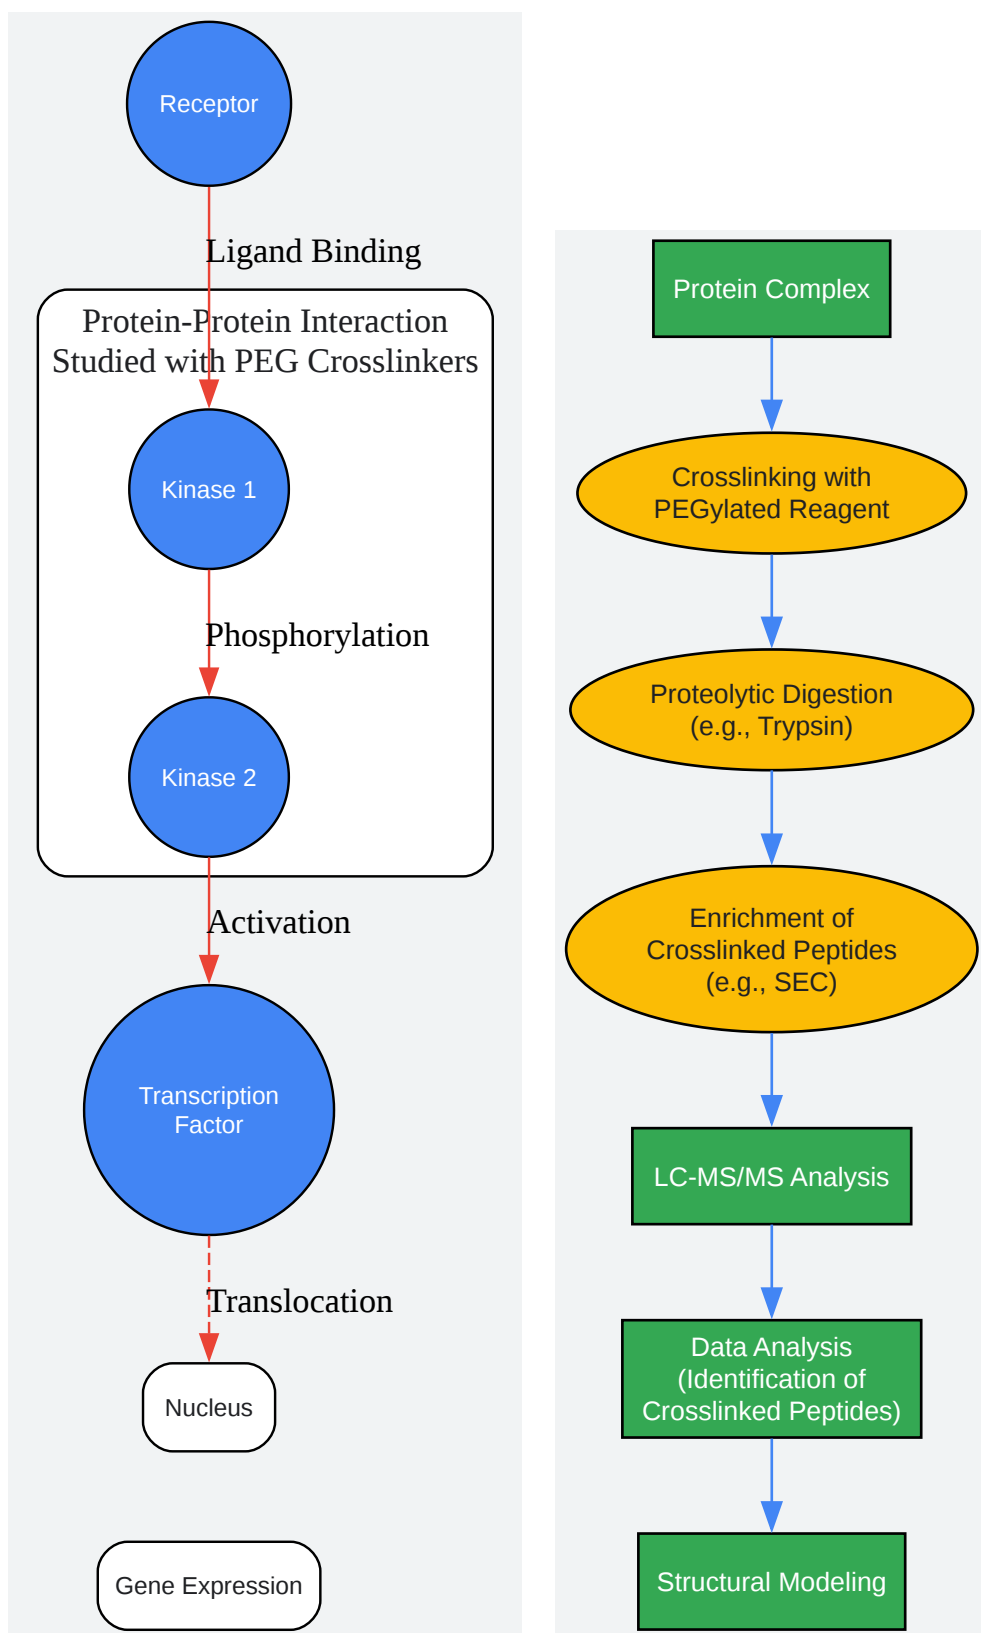 Receptor
Ligand Binding
Protein-Protein Interaction
Studied with PEG Crosslinkers
Kinase 1
Phosphorylation
Kinase 2
Activation
Transcription
Factor
Translocation
Nucleus
Gene Expression
Protein Complex
Crosslinking with
PEGylated Reagent
Proteolytic Digestion
(e.g., Trypsin)
Enrichment of
Crosslinked Peptides
(e.g., SEC)
LC-MS/MS Analysis
Data Analysis
(Identification of
Crosslinked Peptides)
Structural Modeling